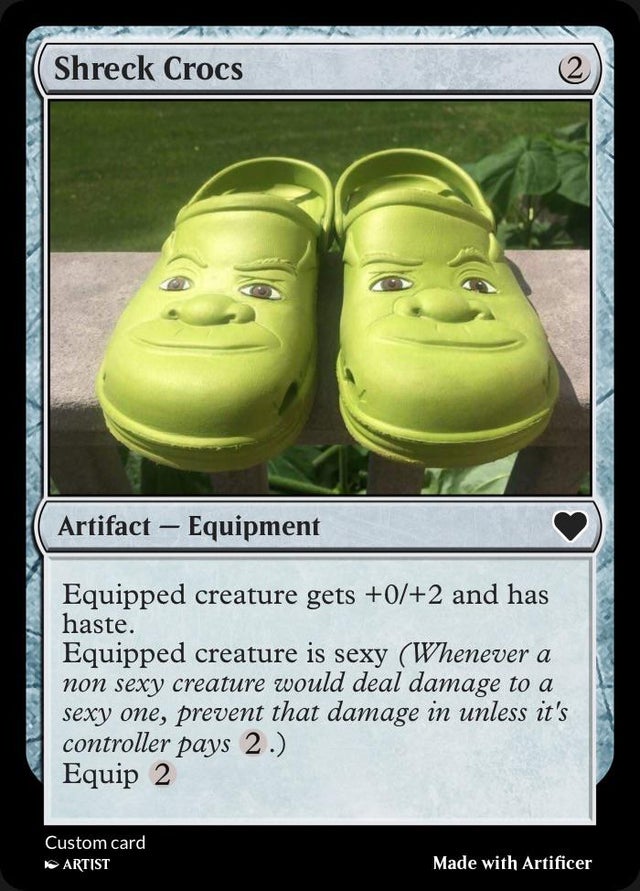 Shreck Crocs 2
Artifact — Equipment
Equipped creature gets +0/+2 and has
haste.
Equipped creature is sexy (Whenever a
non sexy creature would deal damage to a
sexy one, prevent that damage in unless it's
controller pays 2.)
Equip 2
Custom card
ARTIST Made with Artificer